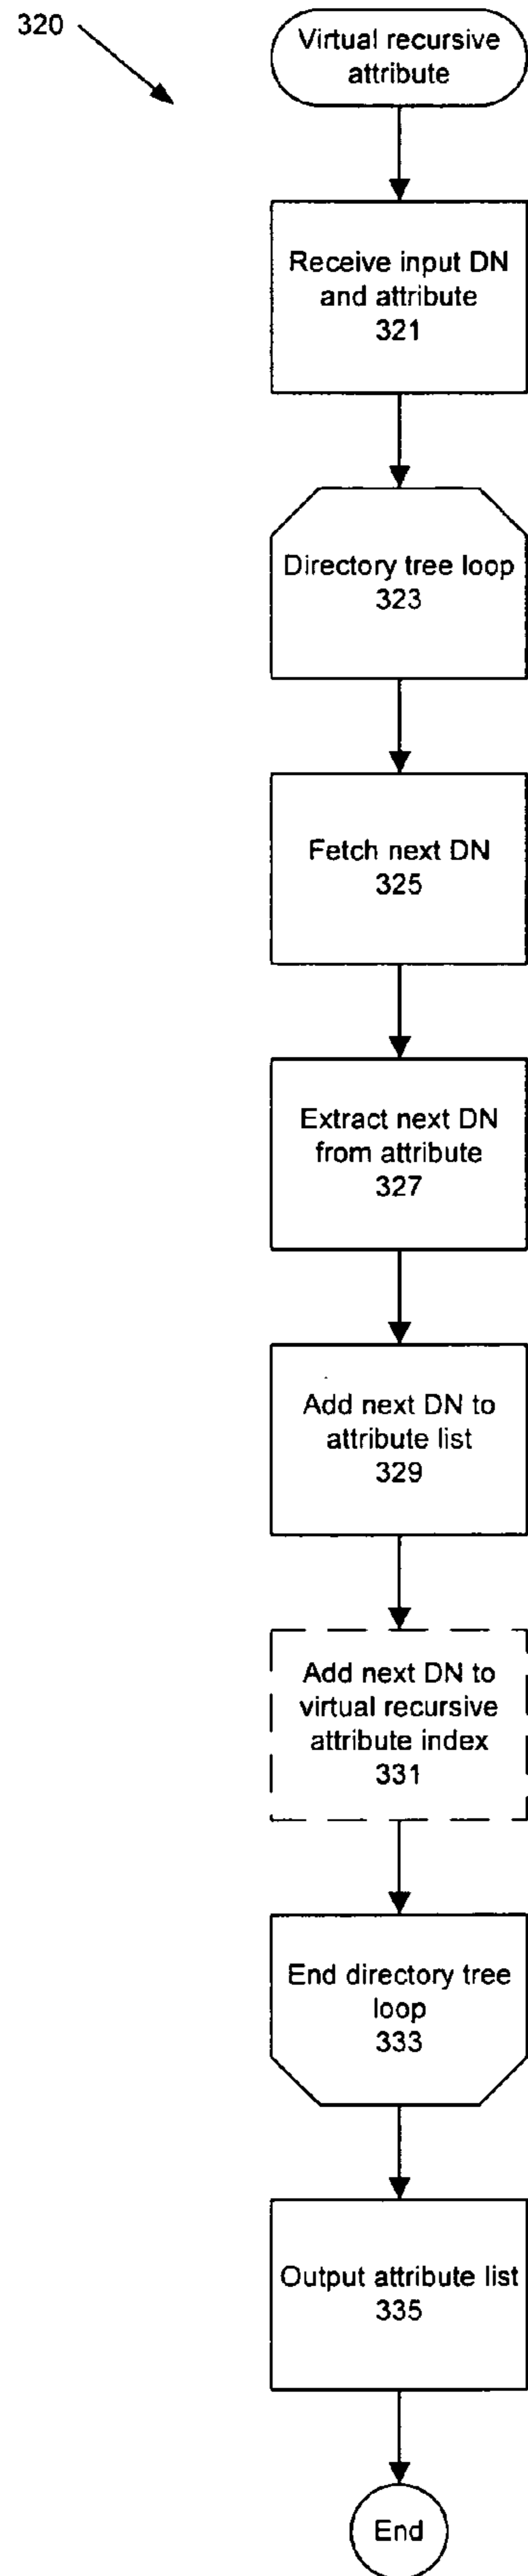 320
Virtual recursive
attribute
Receive input DN
and attribute
321
Directory tree loop
323
Fetch next DN
325
Extract next DN
from attribute
327
Add next DN to
attribute list
329
Add next DN to
virtual recursive
attribute index
331
End directory tree
loop
333
Output attribute list
335
End